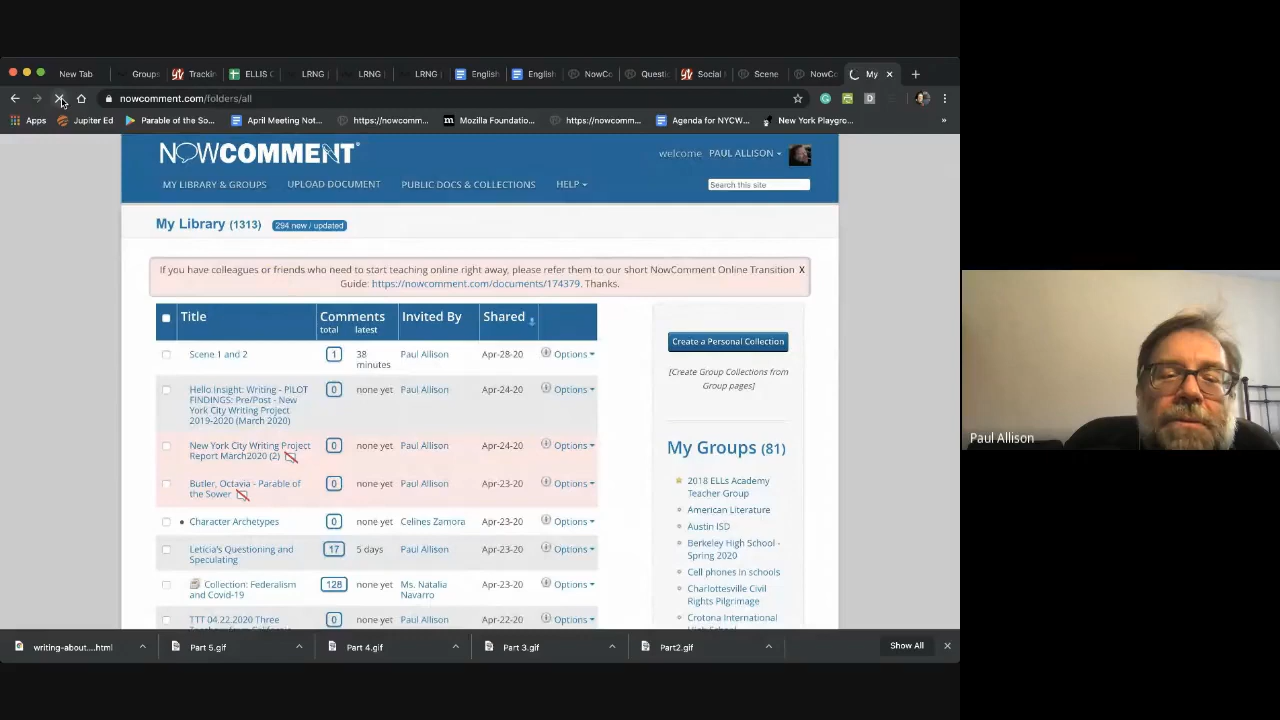 New Tab
Groups
Trackin
ELLIS C
LRNG
LRNG
LRNG
English
English
NowCo
Questi
Social
Scene
NowCo
My
nowcomment.com/folders/all
Apps
Jupiter Ed
Parable of the So...
April Meeting Not...
https://nowcomm...
Mozilla Foundatio...
https://nowcomm...
Agenda for NYCW...
New York Playgro...
»
NOWCOMMENT®
welcome PAUL ALLISON
MY LIBRARY & GROUPS
UPLOAD DOCUMENT
PUBLIC DOCS & COLLECTIONS
HELP
Search this site
My Library (1313)
294 new / updated
If you have colleagues or friends who need to start teaching online right away, please refer them to our short NowComment Online Transition
Guide: https://nowcomment.com/documents/174379. Thanks.
X
Title
Comments
total latest
Invited By
Shared
Scene 1 and 2
1
38
minutes
Paul Allison
Apr-28-20
Options
Hello Insight: Writing - PILOT
FINDINGS: Pre/Post - New
York City Writing Project
2019-2020 (March 2020)
0
none yet
Paul Allison
Apr-24-20
Options
New York City Writing Project
Report March2020 (2)
0
none yet
Paul Allison
Apr-24-20
Options
Butler, Octavia - Parable of
the Sower
0
none yet
Paul Allison
Apr-23-20
Options
Character Archetypes
0
none yet
Celines Zamora
Apr-23-20
Options
Leticia's Questioning and
Speculating
17
5 days
Paul Allison
Apr-23-20
Options
Collection: Federalism
and Covid-19
128
none yet
Ms. Natalia
Navarro
Apr-23-20
Options
TTT 04.22.2020 Three
0
none yet
Paul Allison
Apr-22-20
Options
Create a Personal Collection
[Create Group Collections from
Group pages]
My Groups (81)
2018 ELLs Academy
Teacher Group
American Literature
Austin ISD
Berkeley High School -
Spring 2020
Cell phones in schools
Charlottesville Civil
Rights Pilgrimage
Crotona International
writing-about....html
Part 5.gif
Part 4.gif
Part 3.gif
Part2.gif
Show All
Paul Allison